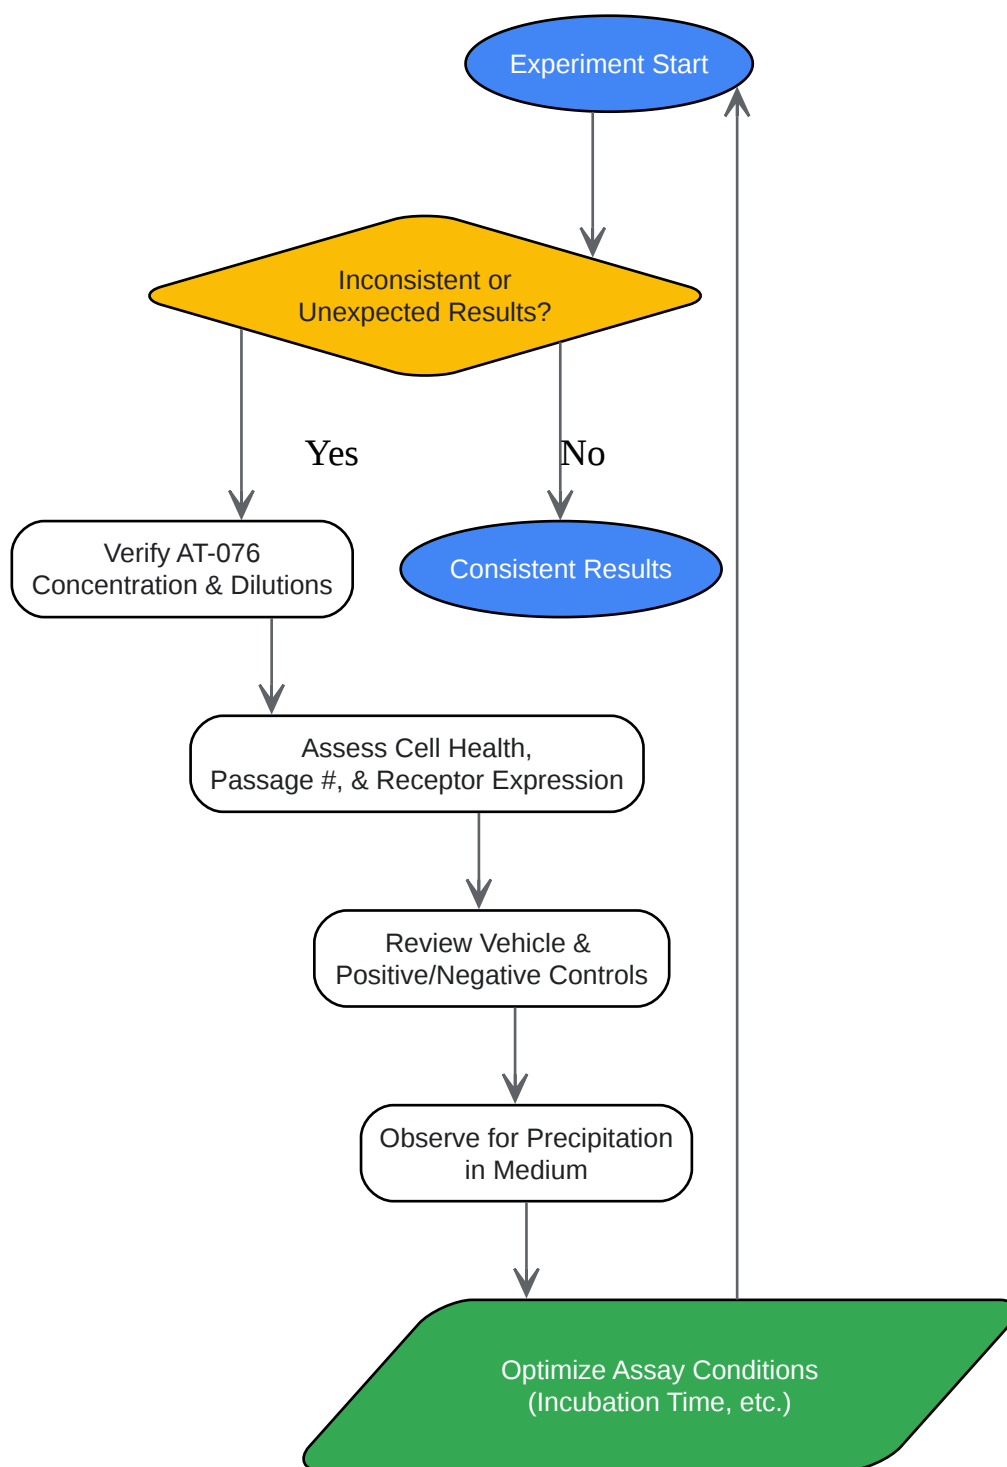 Experiment Start
Inconsistent or
Unexpected Results?
Yes
No
Verify AT-076
Concentration & Dilutions
Consistent Results
Assess Cell Health,
Passage #, & Receptor Expression
Review Vehicle &
Positive/Negative Controls
Observe for Precipitation
in Medium
Optimize Assay Conditions
(Incubation Time, etc.)